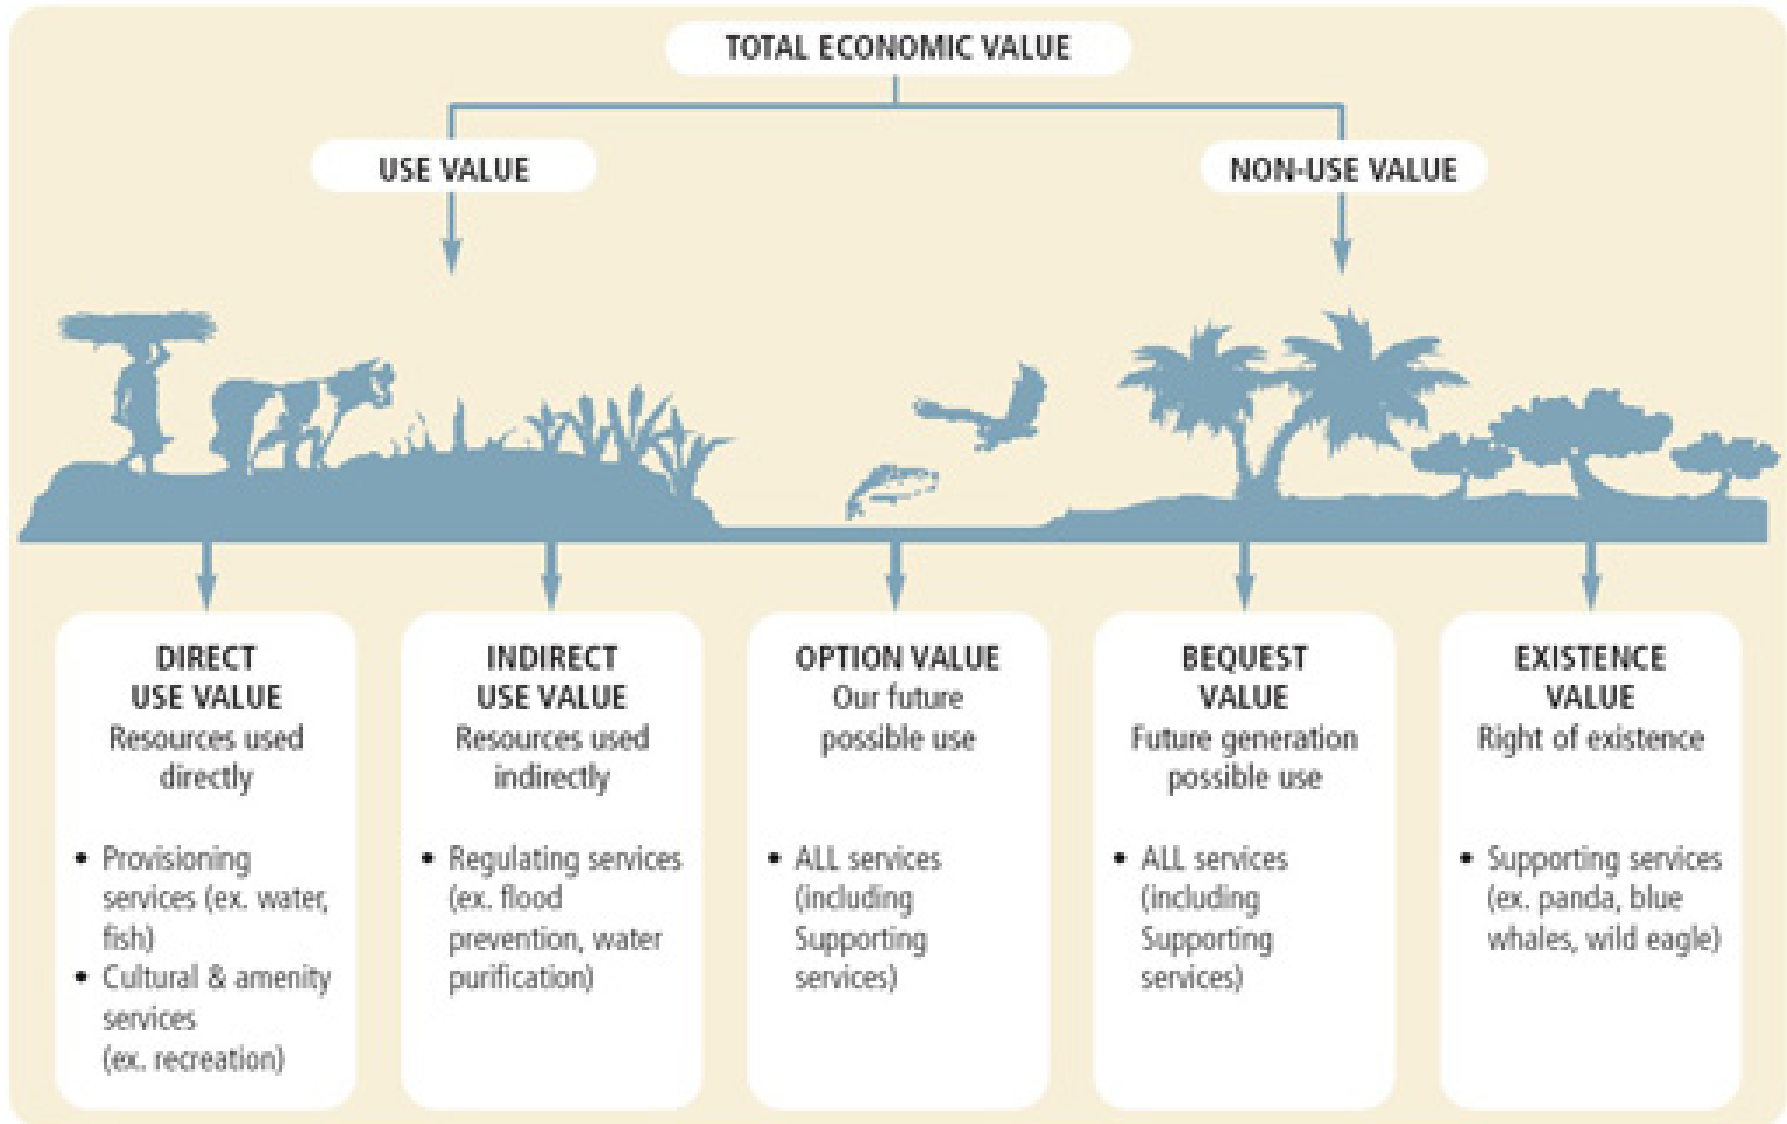 TOTAL ECONOMIC VALUE
USE VALUE
NON-USE VALUE
DIRECT
USE VALUE
Resources used
directly
• Provisioning
services (ex. water,
fish)
• Cultural & amenity
services
(ex. recreation)
INDIRECT
USE VALUE
Resources used
indirectly
• Regulating services
(ex. flood
prevention, water
purification)
OPTION VALUE
Our future
possible use
• ALL services
(including
Supporting
services)
BEQUEST
VALUE
Future generation
possible use
• ALL services
(including
Supporting
services)
EXISTENCE
VALUE
Right of existence
• Supporting services
(ex. panda, blue
whales, wild eagle)